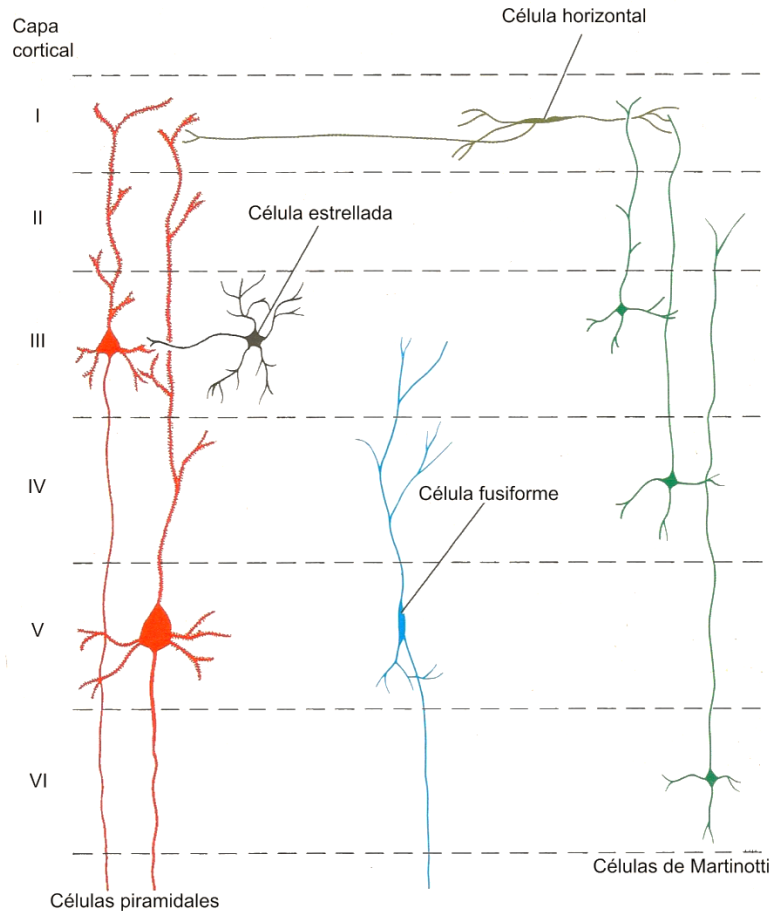 Capa
cortical
Célula horizontal
I
II
Célula estrellada
III
IV
Célula fusiforme
V
VI
Células piramidales
Células de Martinotti